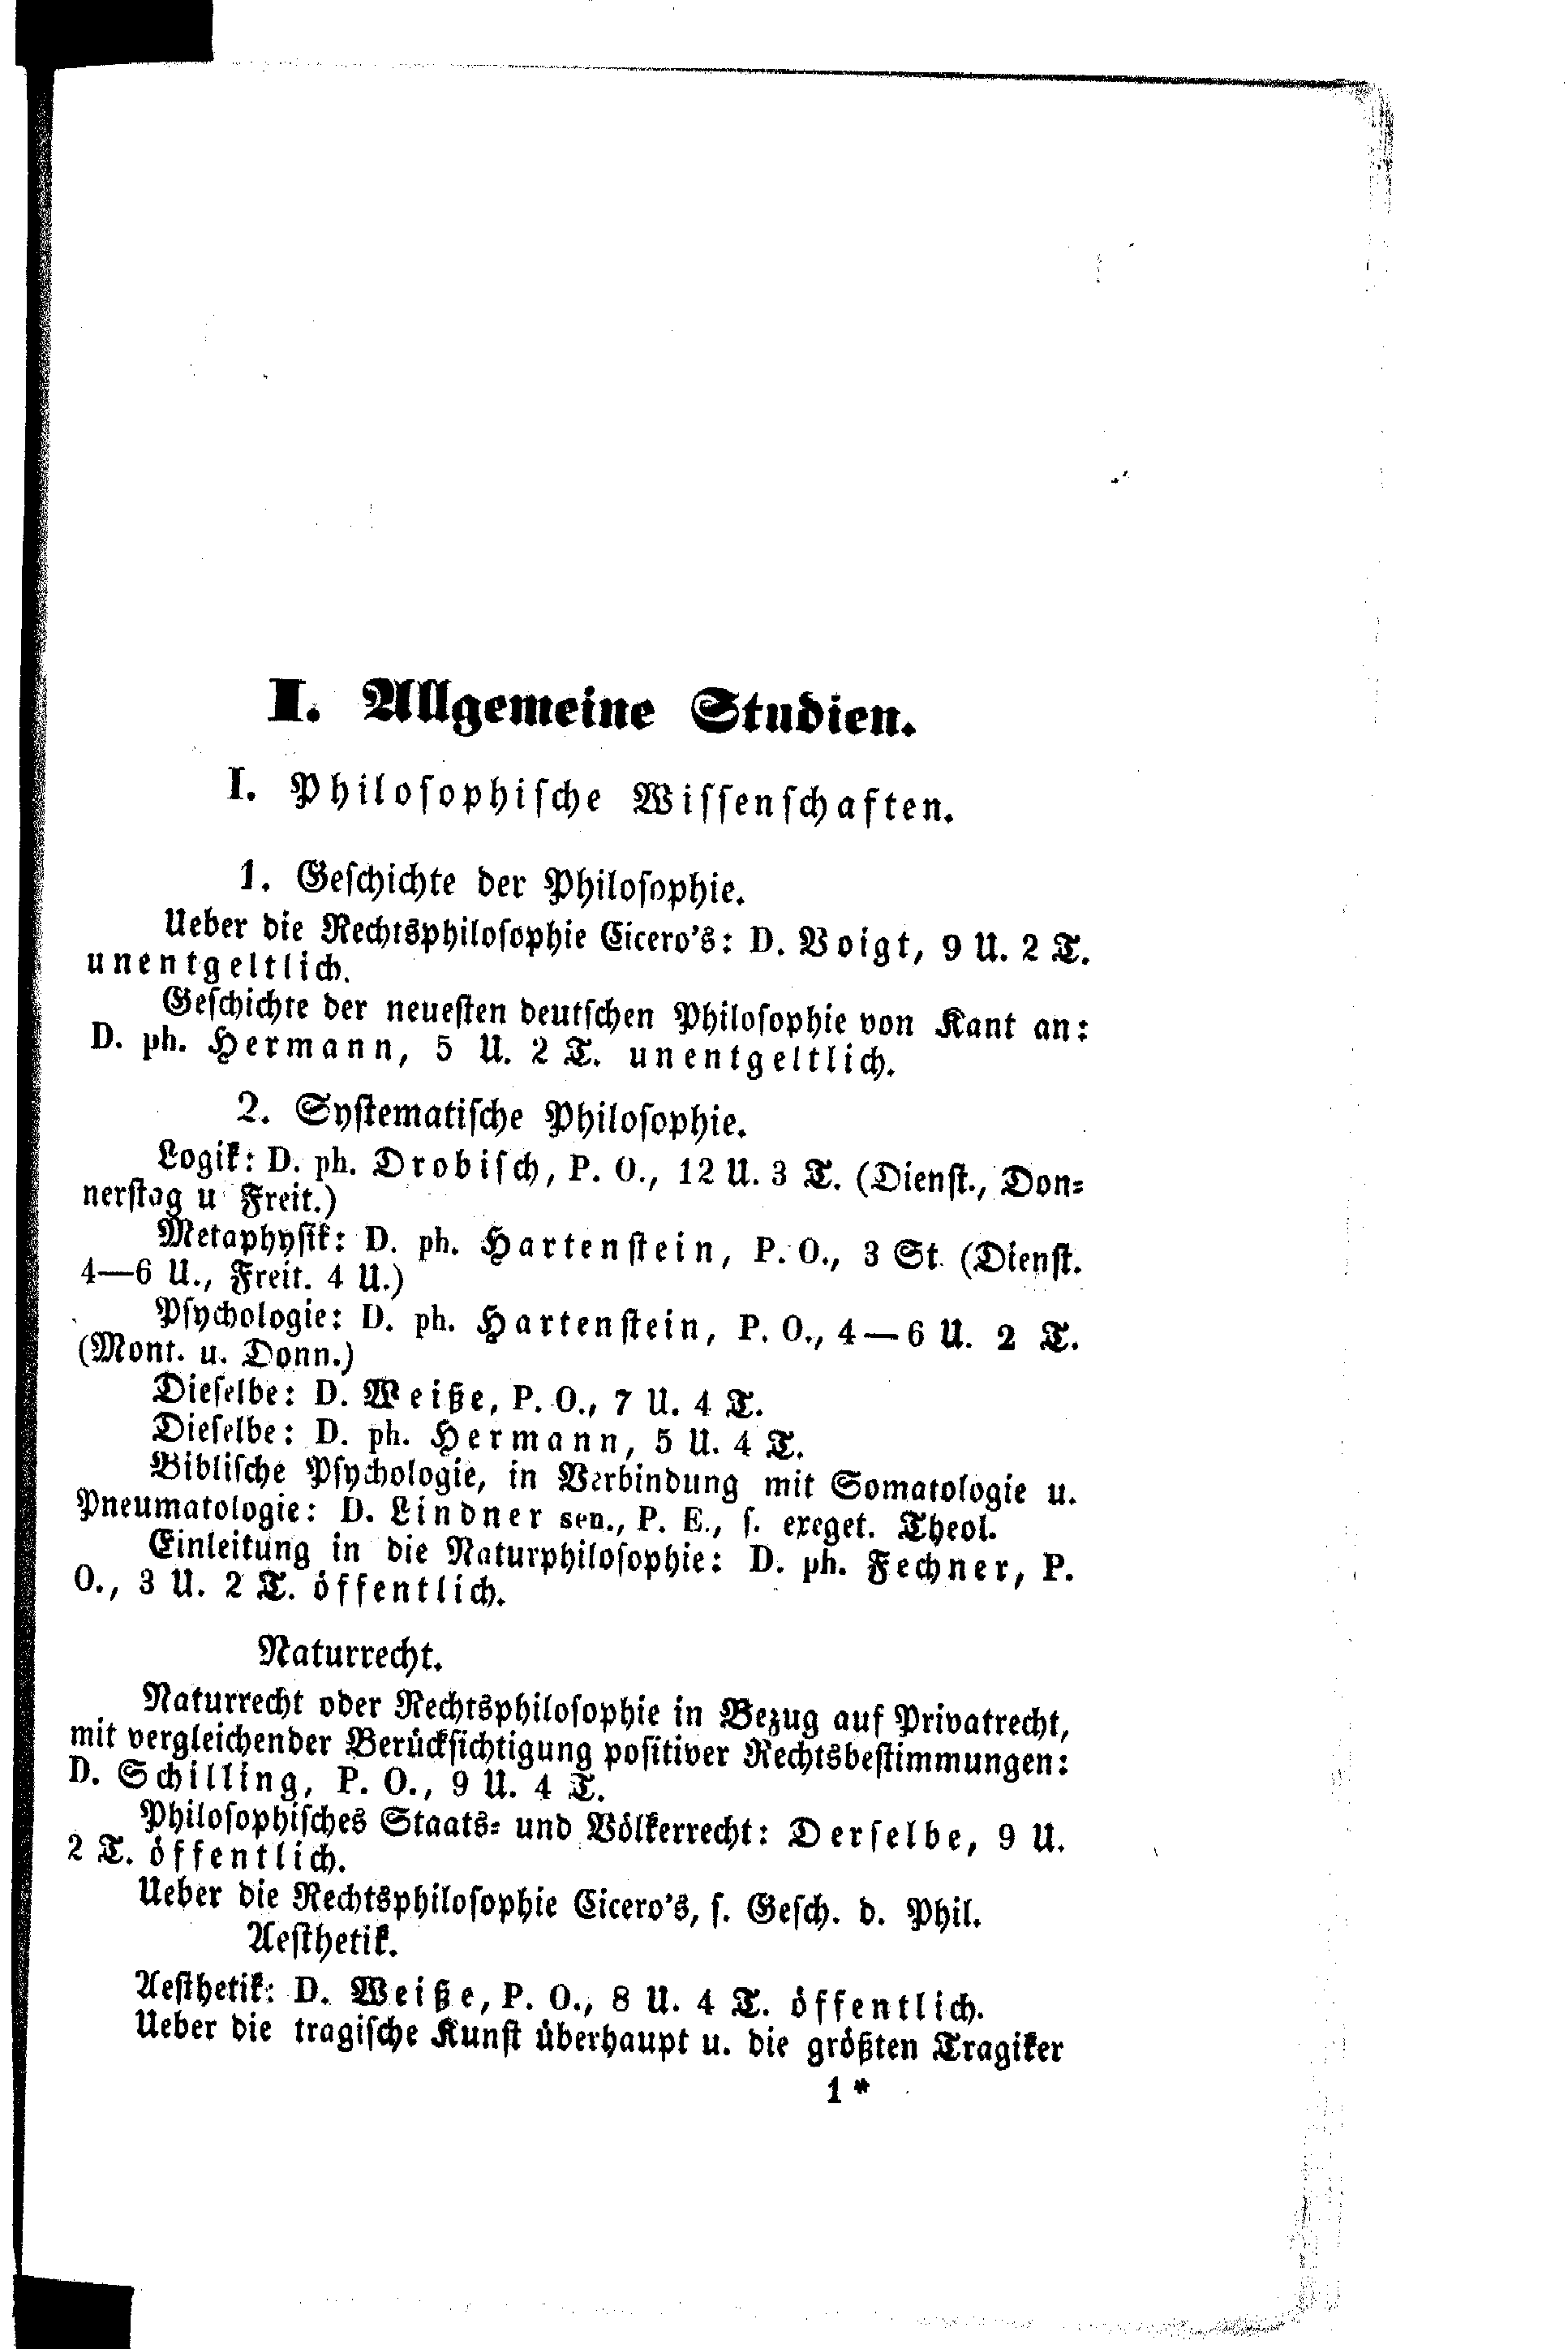 I. Allgemeine Studien.
I. Philosophische Wissenschaften.
1. Geschichte der Philosophie.
Ueber die Rechtsphilosophie Cicero's: D. Voigt, 9 U. 2 T.
unentgeltlich.
Geschichte der neuesten deutschen Philosophie von Kant an:
D. ph. Hermann, 5 U. 2 T. unentgeltlich.
2. Systematische Philosophie.
Logik: D. ph. Drobisch, P. O., 12 U. 3 T. (Dienst., Don-
nerstag u Freit.)
Metaphysik: D. ph. Hartenstein, P. O., 3 St. (Dienst.
4—6 U., Freit. 4 U.)
Psychologie: D. ph. Hartenstein, P. O., 4—6 U. 2 T.
(Mont. u. Donn.)
Dieselbe: D. Weiße, P. O., 7 U. 4 T.
Dieselbe: D. ph. Hermann, 5 U. 4 T.
Biblische Psychologie, in Verbindung mit Somatologie u.
Pneumatologie: D. Lindner sen., P. E., s. exeget. Theol.
Einleitung in die Naturphilosophie: D. ph. Fechner, P.
O., 3 U. 2 T. öffentlich.
Naturrecht.
Naturrecht oder Rechtsphilosophie in Bezug auf Privatrecht,
mit vergleichender Berücksichtigung positiver Rechtsbestimmungen:
D. Schilling, P. O., 9 U. 4 T.
Philosophisches Staats- und Völkerrecht: Derselbe, 9 U.
2 T. öffentlich.
Ueber die Rechtsphilosophie Cicero's, s. Gesch. d. Phil.
Aesthetik.
Aesthetik: D. Weiße, P. O., 8 U. 4 T. öffentlich.
Ueber die tragische Kunst überhaupt u. die größten Tragiker
1 *